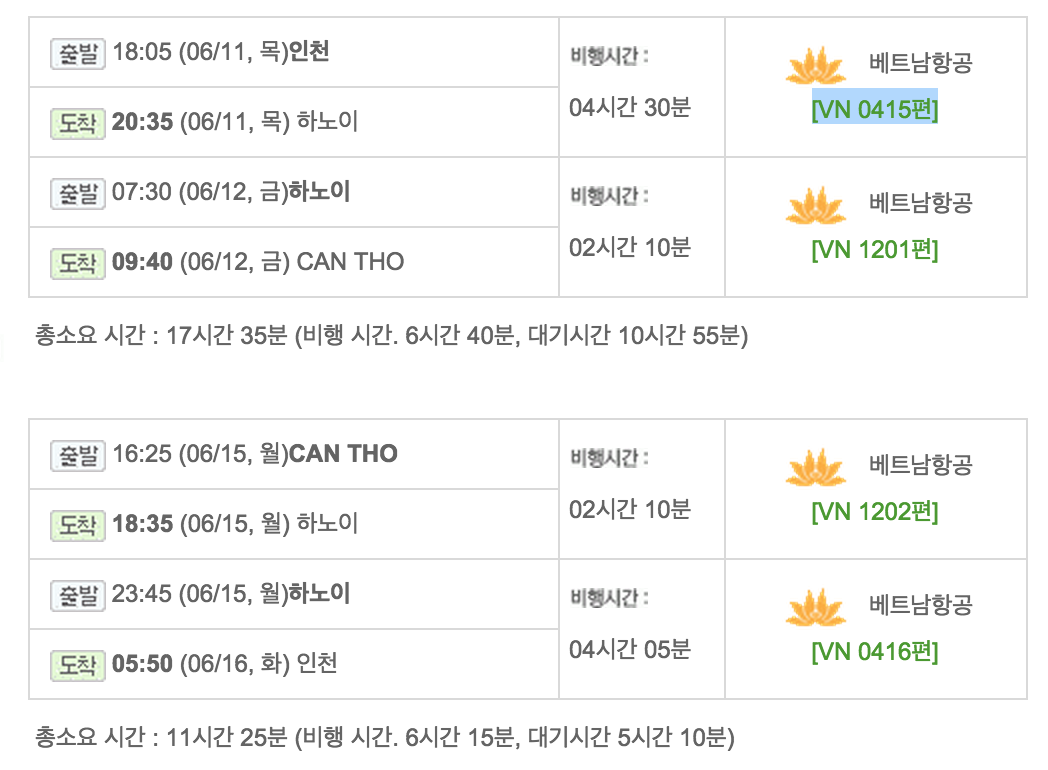 출발 18:05 (06/11, 목)인천
도착 20:35 (06/11, 목) 하노이
비행시간 :
04시간 30분
베트남항공
[VN 0415편]
출발 07:30 (06/12, 금)하노이
도착 09:40 (06/12, 금) CAN THO
비행시간 :
02시간 10분
베트남항공
[VN 1201편]
총소요 시간 : 17시간 35분 (비행 시간. 6시간 40분, 대기시간 10시간 55분)
출발 16:25 (06/15, 월)CAN THO
도착 18:35 (06/15, 월) 하노이
비행시간 :
02시간 10분
베트남항공
[VN 1202편]
출발 23:45 (06/15, 월)하노이
도착 05:50 (06/16, 화) 인천
비행시간 :
04시간 05분
베트남항공
[VN 0416편]
총소요 시간 : 11시간 25분 (비행 시간. 6시간 15분, 대기시간 5시간 10분)